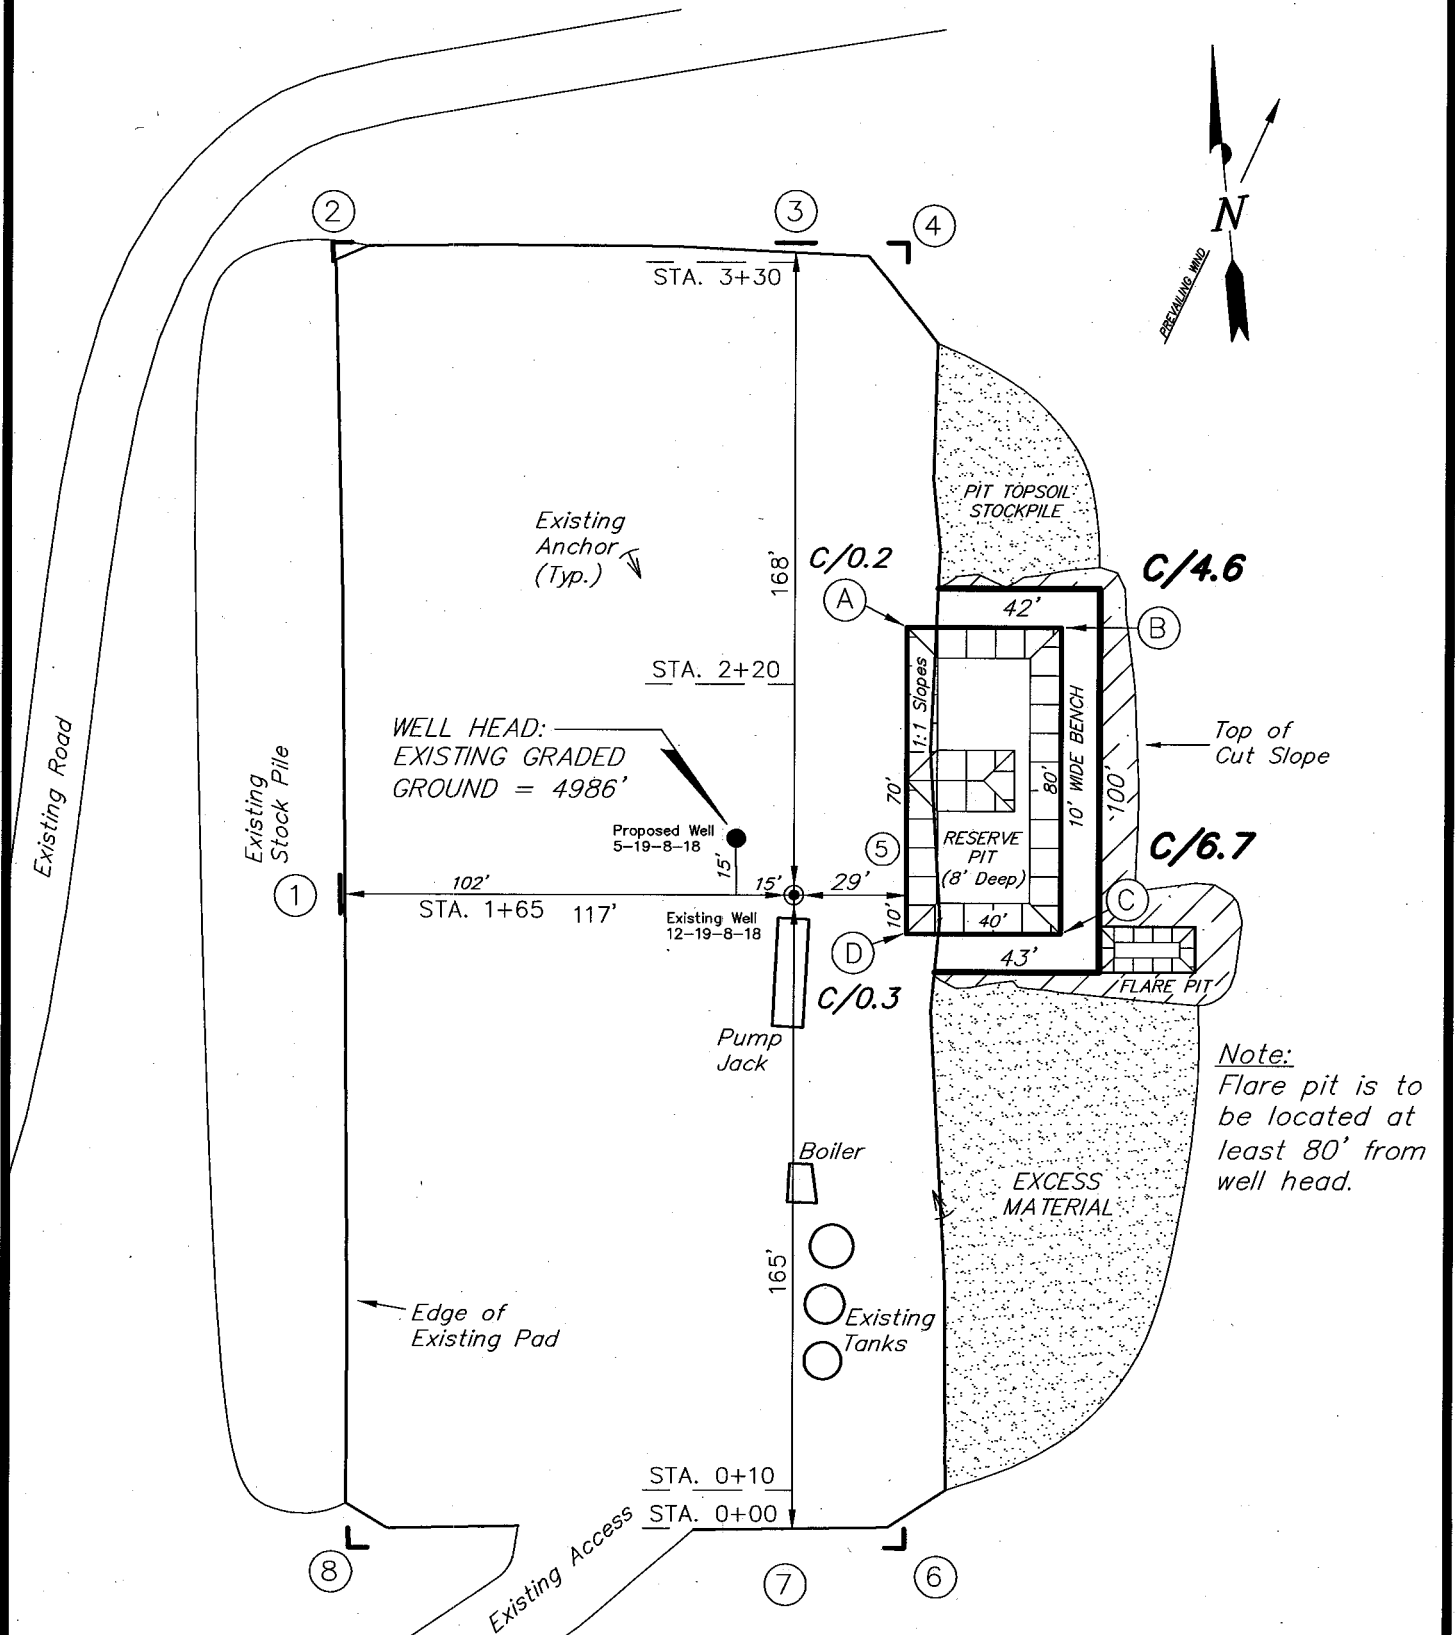 2
3
4
N
PREVAILING WIND
STA. 3+30
168'
PIT TOPSOIL
STOCKPILE
Existing
Anchor
(Typ.)
C/0.2
C/4.6
A
42'
B
STA. 2+20
1:1 Slopes
10' WIDE BENCH
Top of
Cut Slope
WELL HEAD:
EXISTING GRADED
GROUND = 4986'
70'
80'
100'
Existing Road
Existing
Stock Pile
Proposed Well
5-19-8-18
15'
5
RESERVE
PIT
(8' Deep)
C/6.7
1
102'
15'
29'
STA. 1+65
117'
Existing Well
12-19-8-18
10'
40'
C
D
43'
FLARE PIT
C/0.3
Pump
Jack
Note:
Flare pit is to
be located at
least 80' from
well head.
Boiler
EXCESS
MATERIAL
165'
Existing
Tanks
Edge of
Existing Pad
STA. 0+10
STA. 0+00
Existing Access
8
7
6